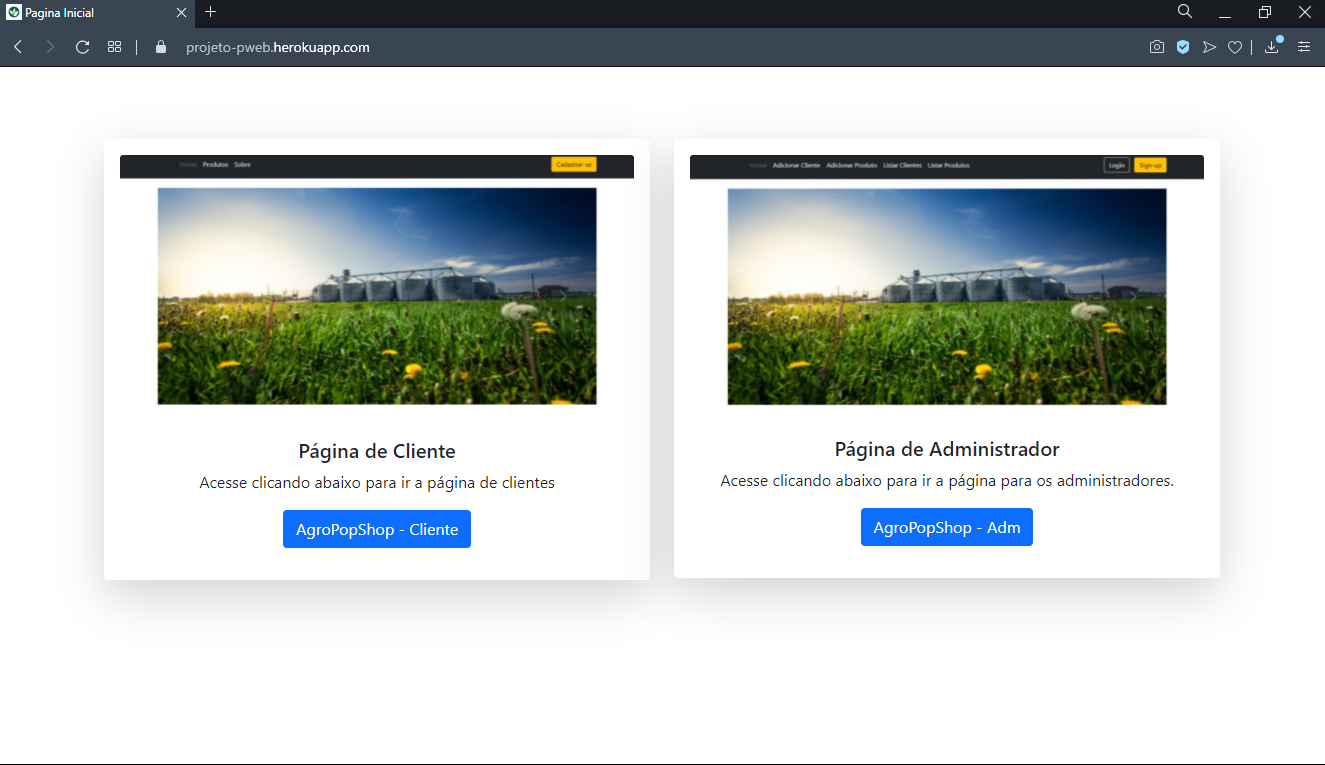 Pagina Inicial
projeto-pweb.herokuapp.com
Home Produtos Sobre Cadastrar-se
Home Adicionar Cliente Adicionar Produto Listar Clientes Listar Produtos Login Sign-up
Página de Cliente
Acesse clicando abaixo para ir a página de clientes
AgroPopShop - Cliente
Página de Administrador
Acesse clicando abaixo para ir a página para os administradores.
AgroPopShop - Adm